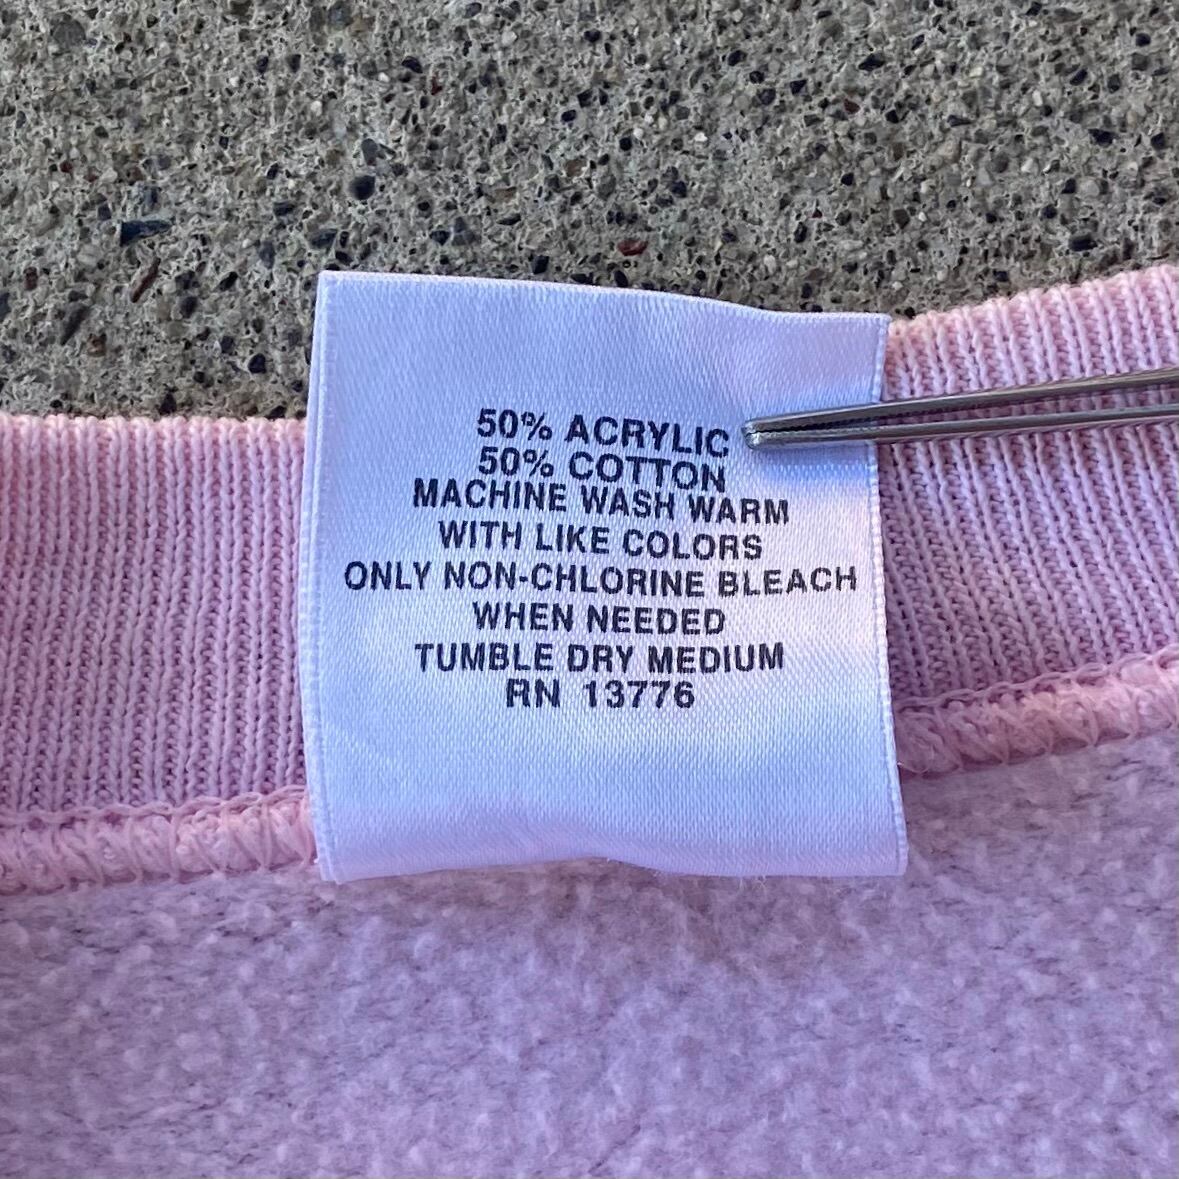 50% ACRYLIC
50% COTTON
MACHINE WASH WARM
WITH LIKE COLORS
ONLY NON-CHLORINE BLEACH
WHEN NEEDED
TUMBLE DRY MEDIUM
RN 13776